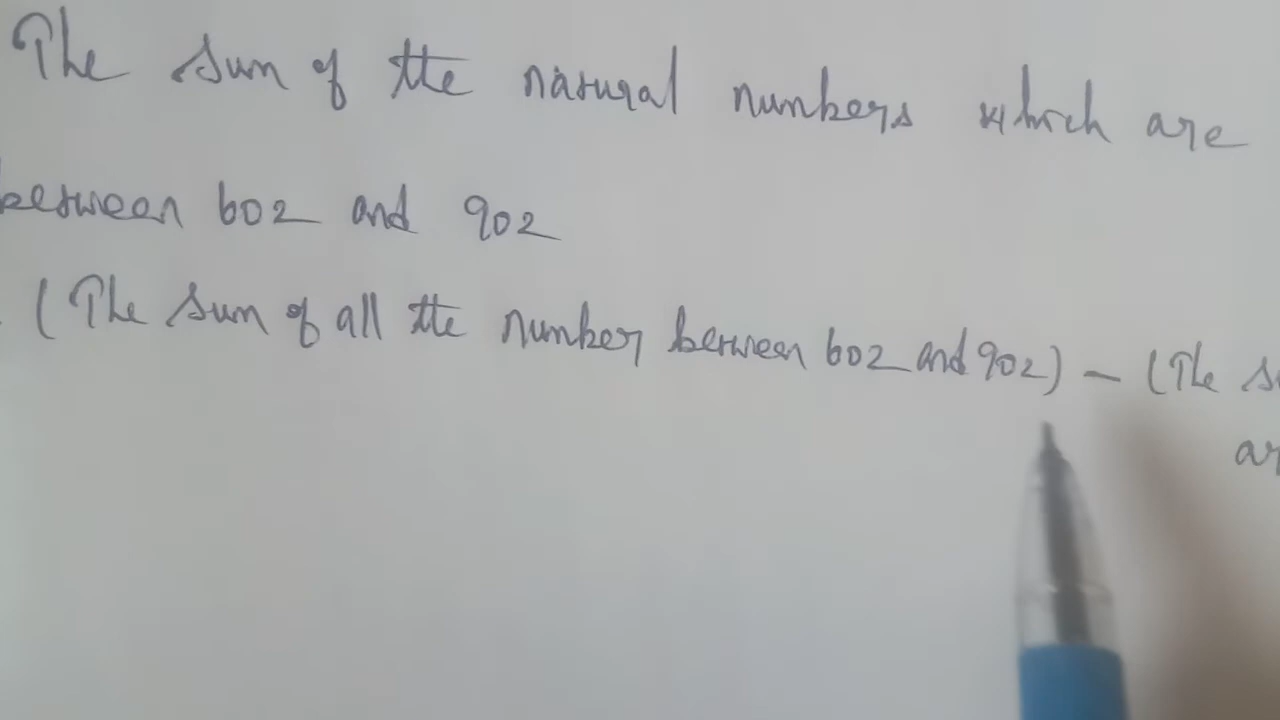 The sum of the natural numbers which are
between 602 and 902
(The sum of all the number between 602 and 902) – (The